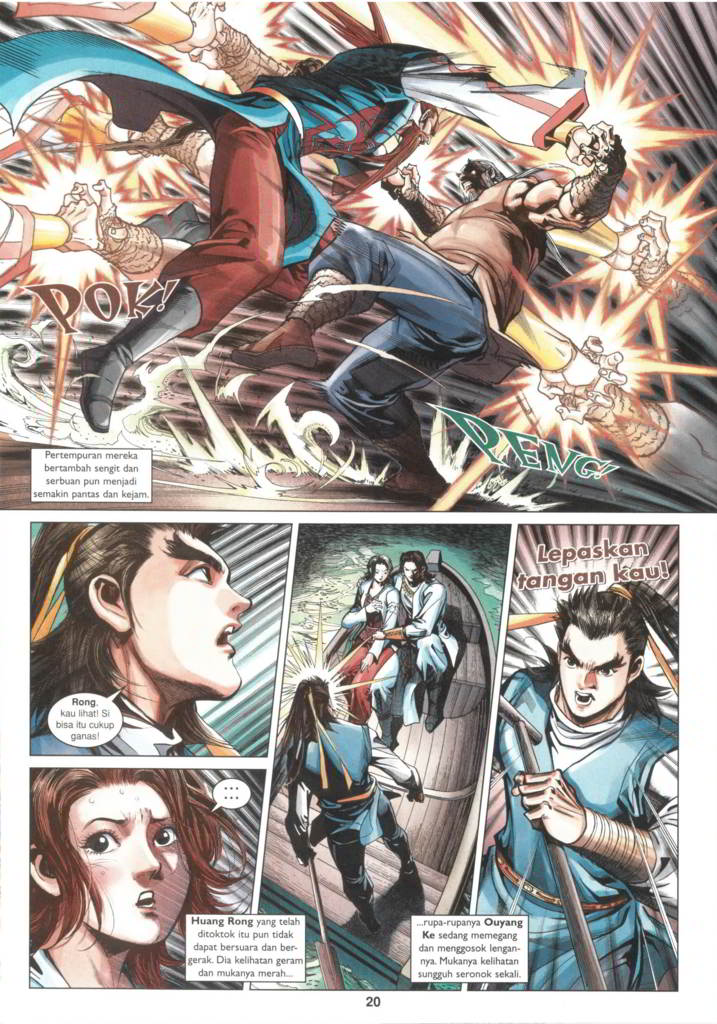 POK!
PENG!
Pertempuran mereka
bertambah sengit dan
serbuan pun menjadi
semakin pantas dan kejam.
Rong,
kau lihat! Si
bisa itu cukup
ganas!
...
...
Huang Rong yang telah
ditoktok itu pun tidak
dapat bersuara dan ber-
gerak. Dia kelihatan geram
dan mukanya merah...
...rupa-rupanya Ouyang
Ke sedang memegang
dan menggosok lengan-
nya. Mukanya kelihatan
sungguh seronok sekali.
Lepaskan
tangan kau!
20